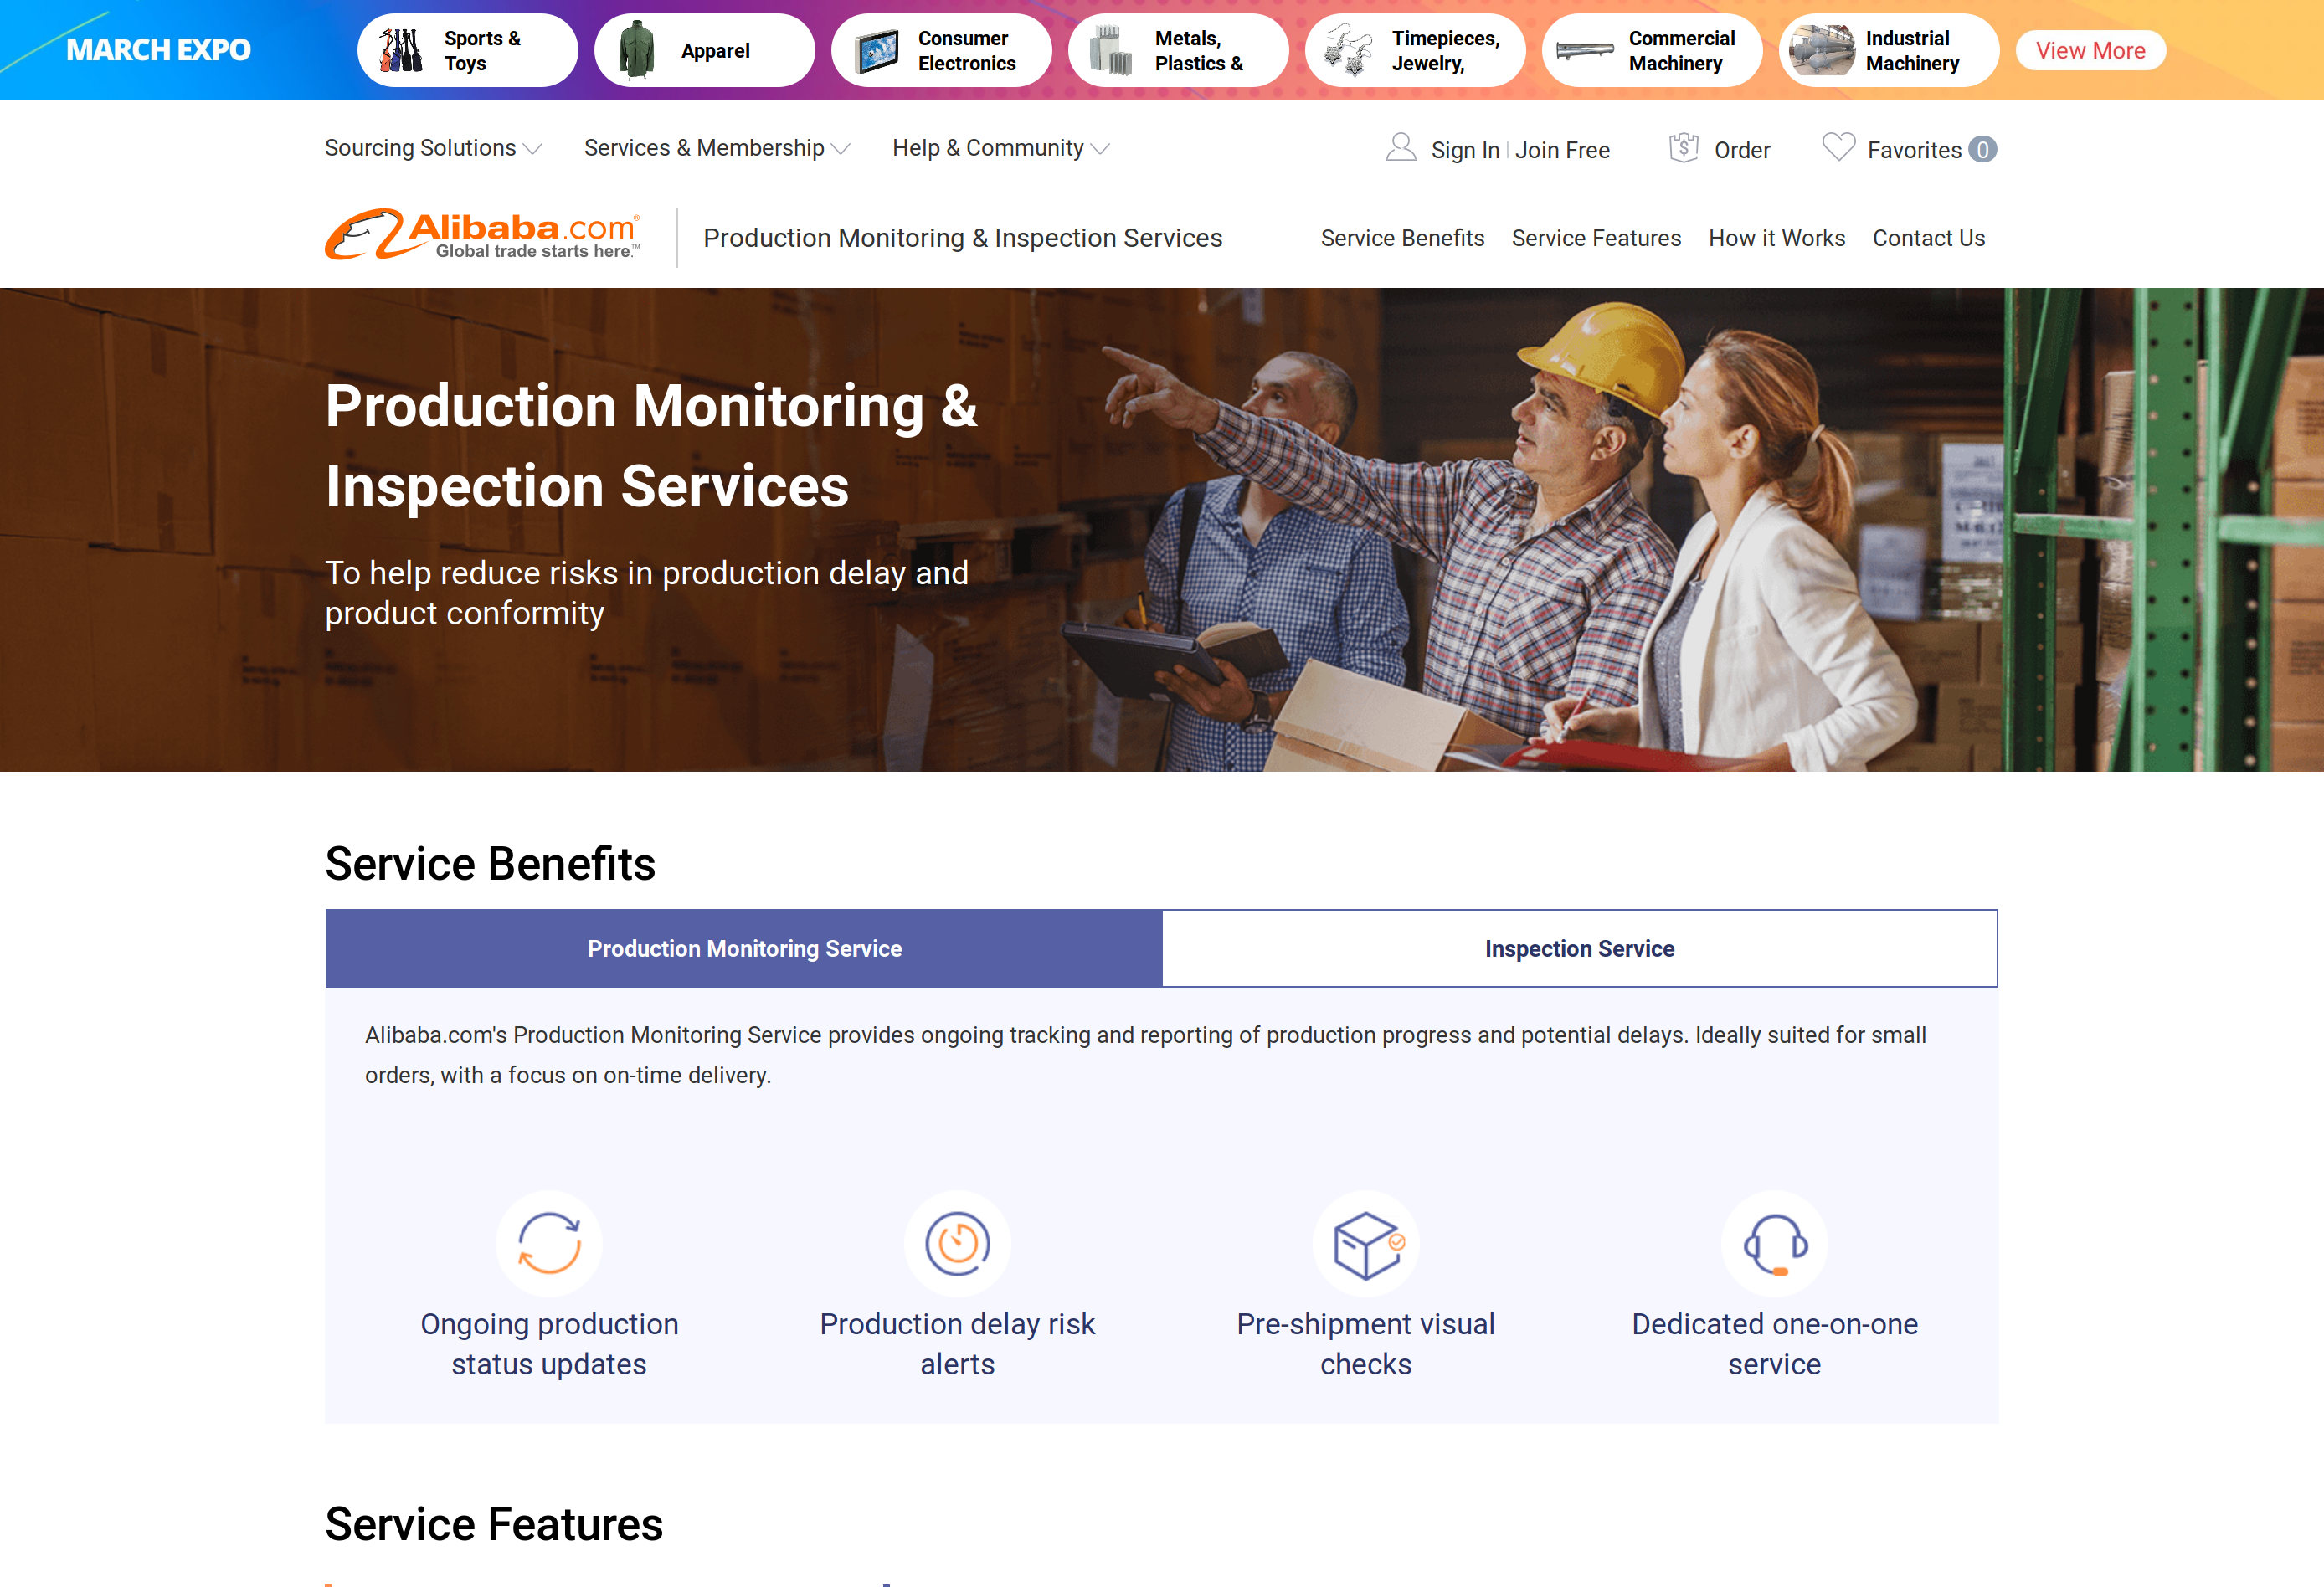 MARCH EXPO
Sports &
Toys
Apparel
Consumer
Electronics
Metals,
Plastics &
Timepieces,
Jewelry,
Commercial
Machinery
Industrial
Machinery
View More
Sourcing Solutions
Services & Membership
Help & Community
Sign In | Join Free
Order
Favorites 0
Alibaba.com®
Global trade starts here.™
Production Monitoring & Inspection Services
Service Benefits
Service Features
How it Works
Contact Us
Production Monitoring &
Inspection Services
To help reduce risks in production delay and
product conformity
Service Benefits
Production Monitoring Service
Inspection Service
Alibaba.com's Production Monitoring Service provides ongoing tracking and reporting of production progress and potential delays. Ideally suited for small
orders, with a focus on on-time delivery.
Ongoing production
status updates
Production delay risk
alerts
Pre-shipment visual
checks
Dedicated one-on-one
service
Service Features